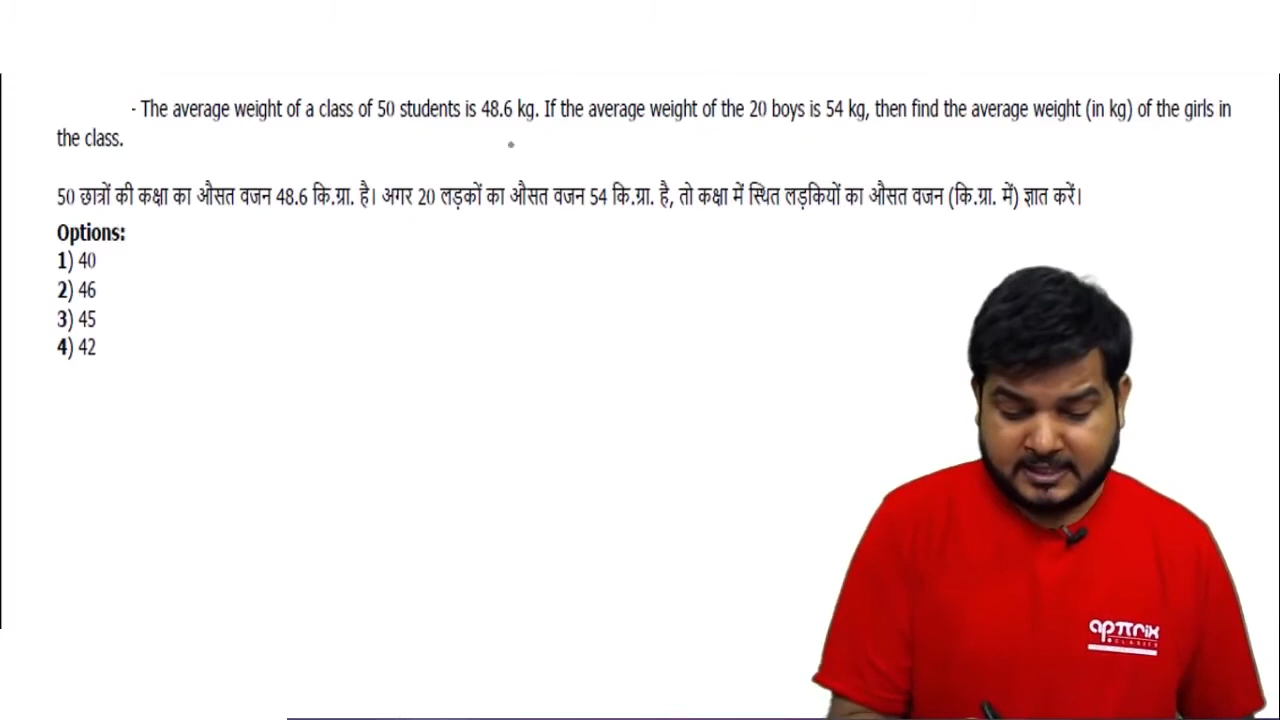 - The average weight of a class of 50 students is 48.6 kg. If the average weight of the 20 boys is 54 kg, then find the average weight (in kg) of the girls in
the class.
50 छात्रों की कक्षा का औसत वजन 48.6 कि.ग्रा. है। अगर 20 लड़कों का औसत वजन 54 कि.ग्रा. है, तो कक्षा में स्थित लड़कियों का औसत वजन (कि.ग्रा. में) ज्ञात करें।
Options:
1) 40
2) 46
3) 45
4) 42
apπrix
CLASSES